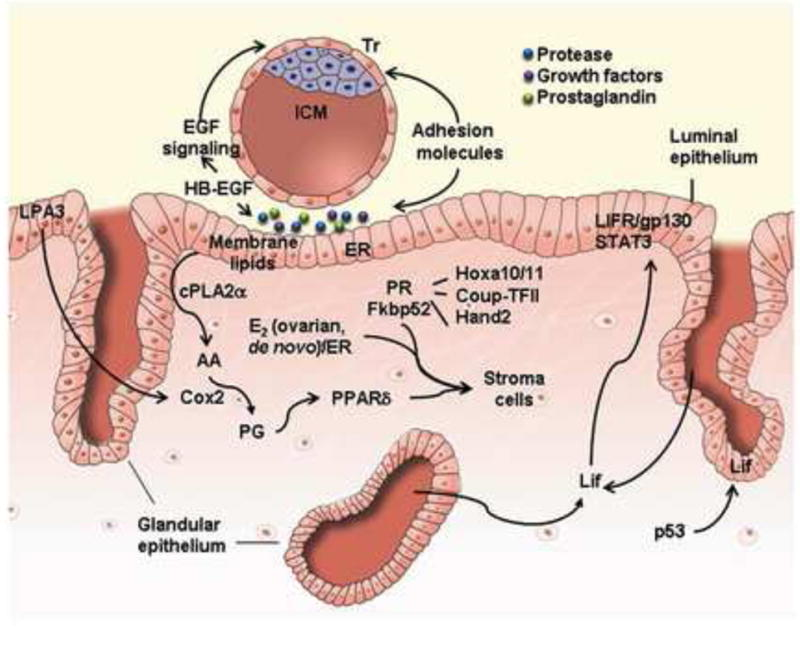 Tr
Protease
Growth factors
Prostaglandin
ICM
EGF
signaling
Adhesion
molecules
Luminal
epithelium
HB-EGF
LPA3
LIFR/gp130
STAT3
Membrane
lipids
ER
cPLA2α
PR
Fkbp52
Hoxa10/11
Coup-TFII
Hand2
E₂ (ovarian,
de novo)/ER
AA
Cox2
PG
PPARδ
Stroma
cells
Lif
Lif
p53
Glandular
epithelium